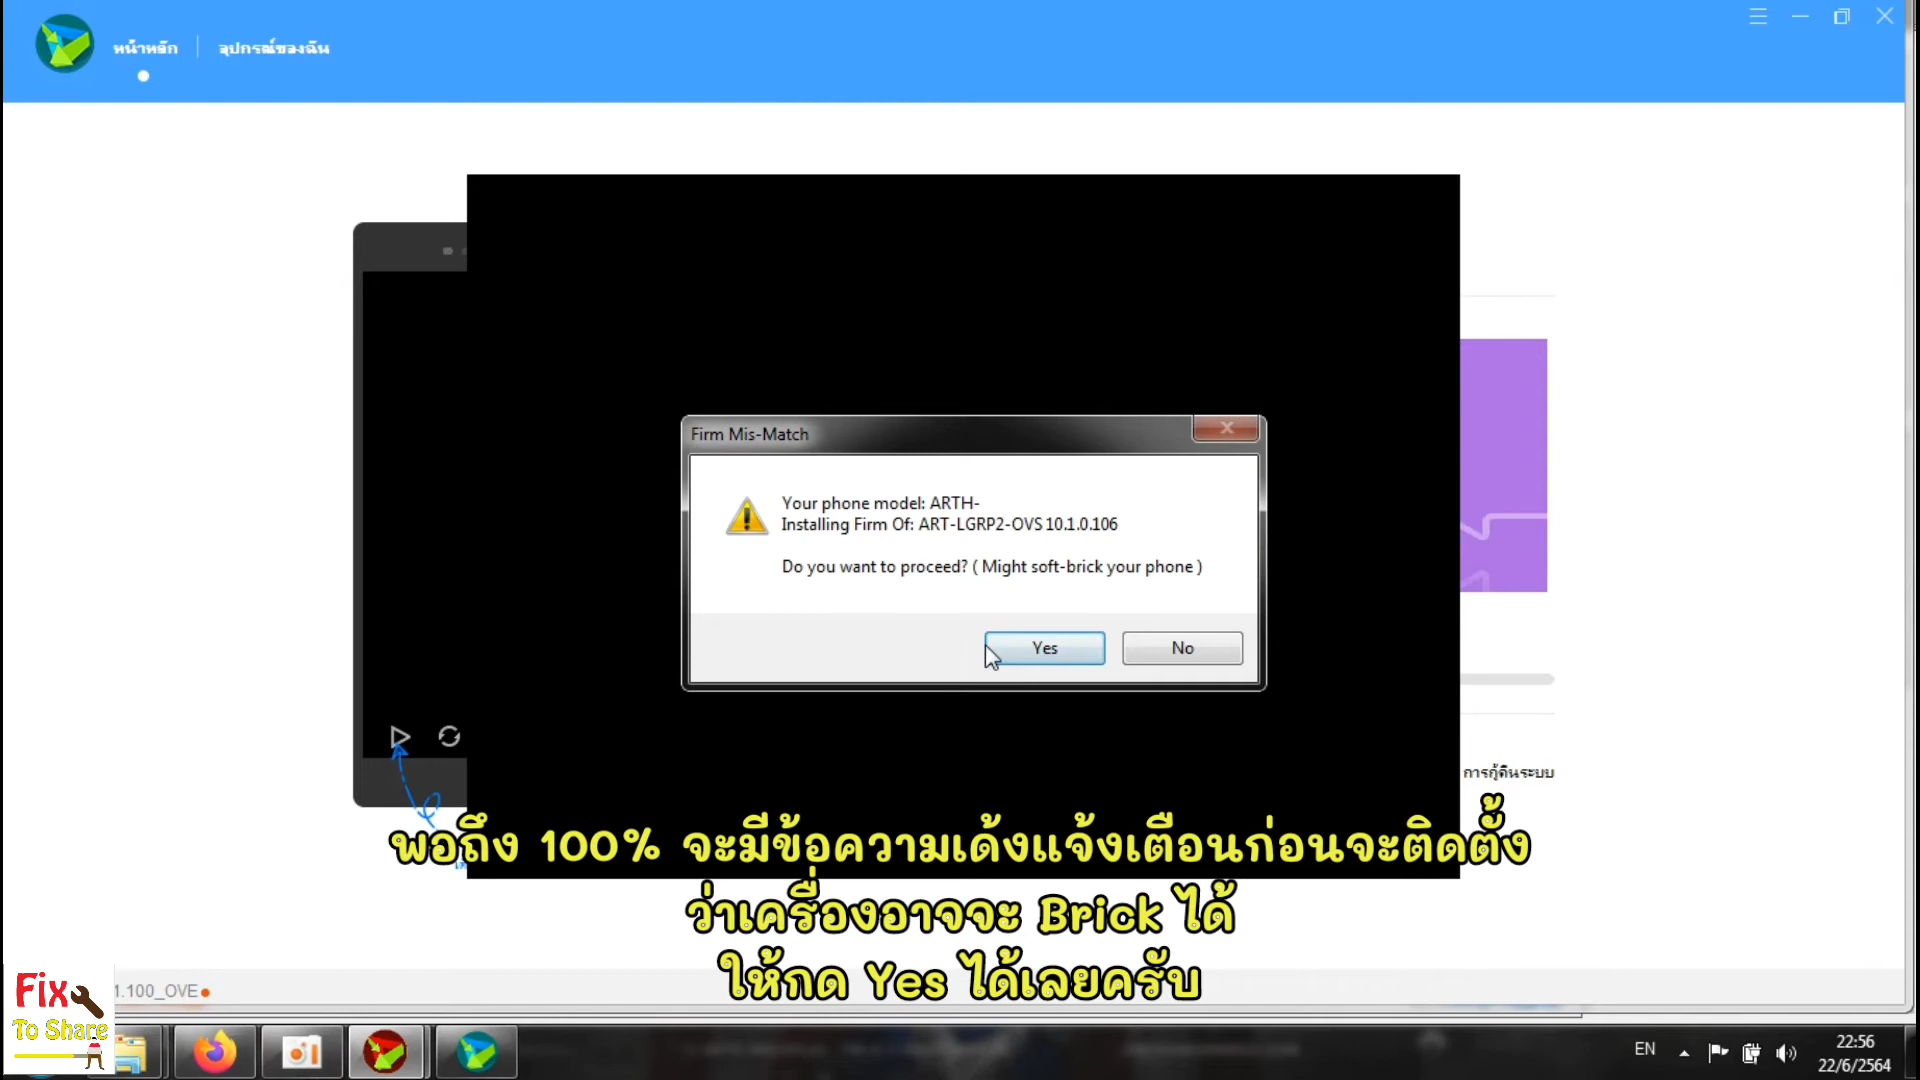 หน้าหลัก
อุปกรณ์ของฉัน
Firm Mis-Match
Your phone model: ARTH-
Installing Firm Of: ART-LGRP2-OVS 10.1.0.106
Do you want to proceed? ( Might soft-brick your phone )
Yes
No
การกู้คืนระบบ
พอถึง 100% จะมีข้อความเด้งแจ้งเตือนก่อนจะติดตั้ง
ว่าเครื่องอาจจะ Brick ได้
ให้กด Yes ได้เลยครับ
Fix
To Share
1.100_OVE
EN
22:56
22/6/2564